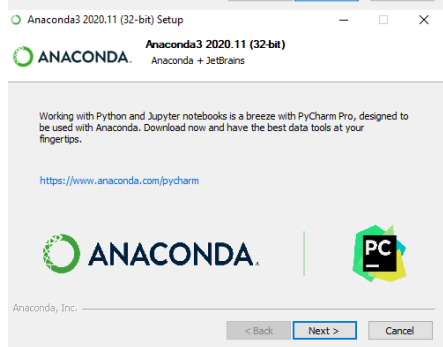 Anaconda3 2020.11 (32-bit) Setup
Anaconda3 2020.11 (32-bit)
ANACONDA.
Anaconda + JetBrains
Working with Python and Jupyter notebooks is a breeze with PyCharm Pro, designed to
be used with Anaconda. Download now and have the best data tools at your
fingertips.
https://www.anaconda.com/pycharm
ANACONDA.
PC
Anaconda, Inc.
< Back
Next >
Cancel